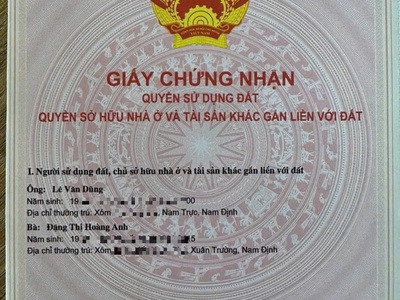 GIẤY CHỨNG NHẬN
QUYỀN SỬ DỤNG ĐẤT
QUYỀN SỞ HỮU NHÀ Ở VÀ TÀI SẢN KHÁC GẮN LIỀN VỚI ĐẤT
I. Người sử dụng đất, chủ sở hữu nhà ở và tài sản khác gắn liền với đất
Ông: Lê Văn Dũng
Năm sinh: 19 00
Địa chỉ thường trú: Xóm , Nam Trực, Nam Định
Bà: Đặng Thị Hoàng Anh
Năm sinh: 19 5
Địa chỉ thường trú: Xóm , Xuân Trường, Nam Định